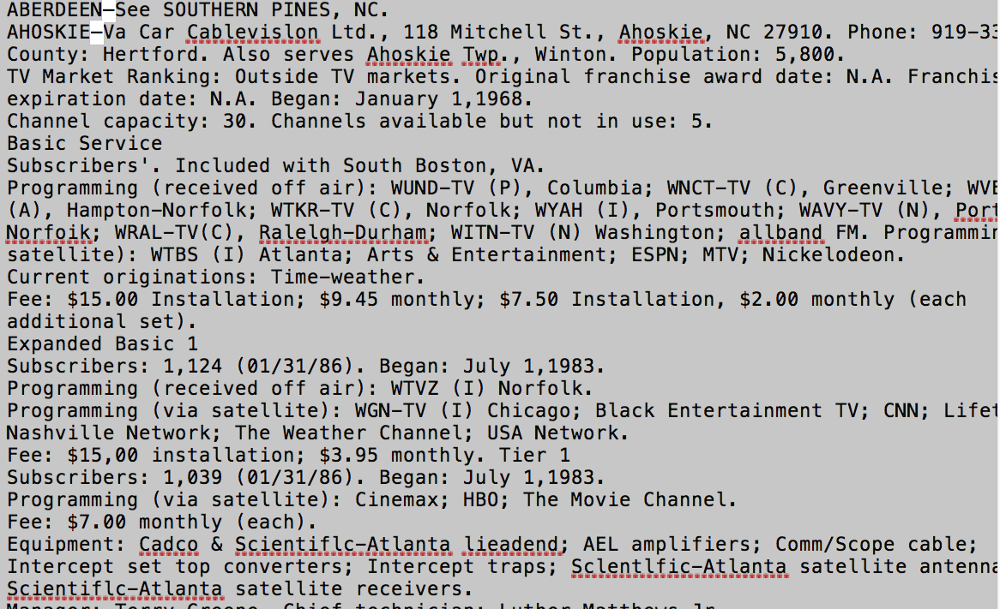 ABERDEEN—See SOUTHERN PINES, NC.
AHOSKIE—Va Car Cablevislon Ltd., 118 Mitchell St., Ahoskie, NC 27910. Phone: 919-33
County: Hertford. Also serves Ahoskie Twp., Winton. Population: 5,800.
TV Market Ranking: Outside TV markets. Original franchise award date: N.A. Franchis
expiration date: N.A. Began: January 1,1968.
Channel capacity: 30. Channels available but not in use: 5.
Basic Service
Subscribers'. Included with South Boston, VA.
Programming (received off air): WUND-TV (P), Columbia; WNCT-TV (C), Greenville;
(A), Hampton-Norfolk; WTKR-TV (C), Norfolk; WYAH (I), Portsmouth; WAVY-TV (N), Port
Norfoik; WRAL-TV(C), Ralelgh-Durham; WITN-TV (N) Washington; allband FM. Programmin
satellite): WTBS (I) Atlanta; Arts & Entertainment; ESPN; MTV; Nickelodeon.
Current originations: Time-weather.
Fee: $15.00 Installation; $9.45 monthly; $7.50 Installation, $2.00 monthly (each
additional set).
Expanded Basic 1
Subscribers: 1,124 (01/31/86). Began: July 1,1983.
Programming (received off air): WTVZ (I) Norfolk.
Programming (via satellite): WGN-TV (I) Chicago; Black Entertainment TV; CNN; Lifet
Nashville Network; The Weather Channel; USA Network.
Fee: $15,00 installation; $3.95 monthly. Tier 1
Subscribers: 1,039 (01/31/86). Began: July 1,1983.
Programming (via satellite): Cinemax; HBO; The Movie Channel.
Fee: $7.00 monthly (each).
Equipment: Cadco & Scientiflc-Atlanta lieadend; AEL amplifiers; Comm/Scope cable;
Intercept set top converters; Intercept traps; Sclentlfic-Atlanta satellite antenna
Scientiflc-Atlanta satellite receivers.
Manager: Terry Greene. Chief technician: Luther Matthews Jr.